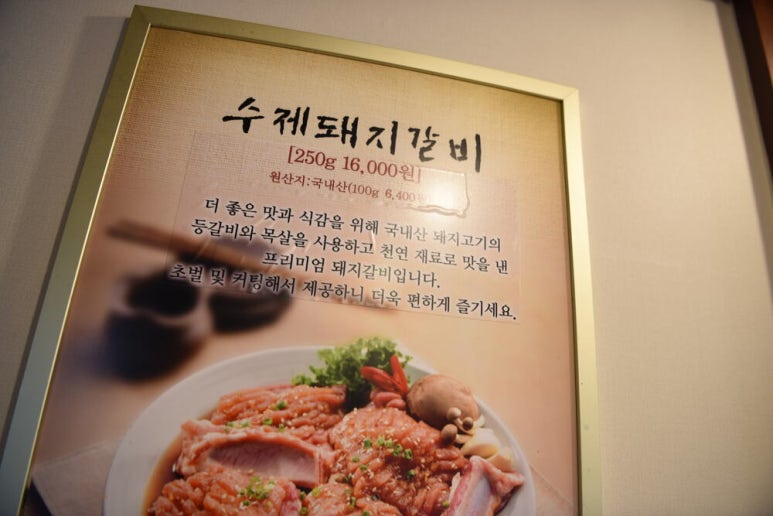 수제돼지갈비
[250g 16,000원]
원산지:국내산(100g 6,400원
더 좋은 맛과 식감을 위해 국내산 돼지고기의
등갈비와 목살을 사용하고 천연 재료로 맛을 낸
프리미엄 돼지갈비입니다.
초벌 및 커팅해서 제공하니 더욱 편하게 즐기세요.